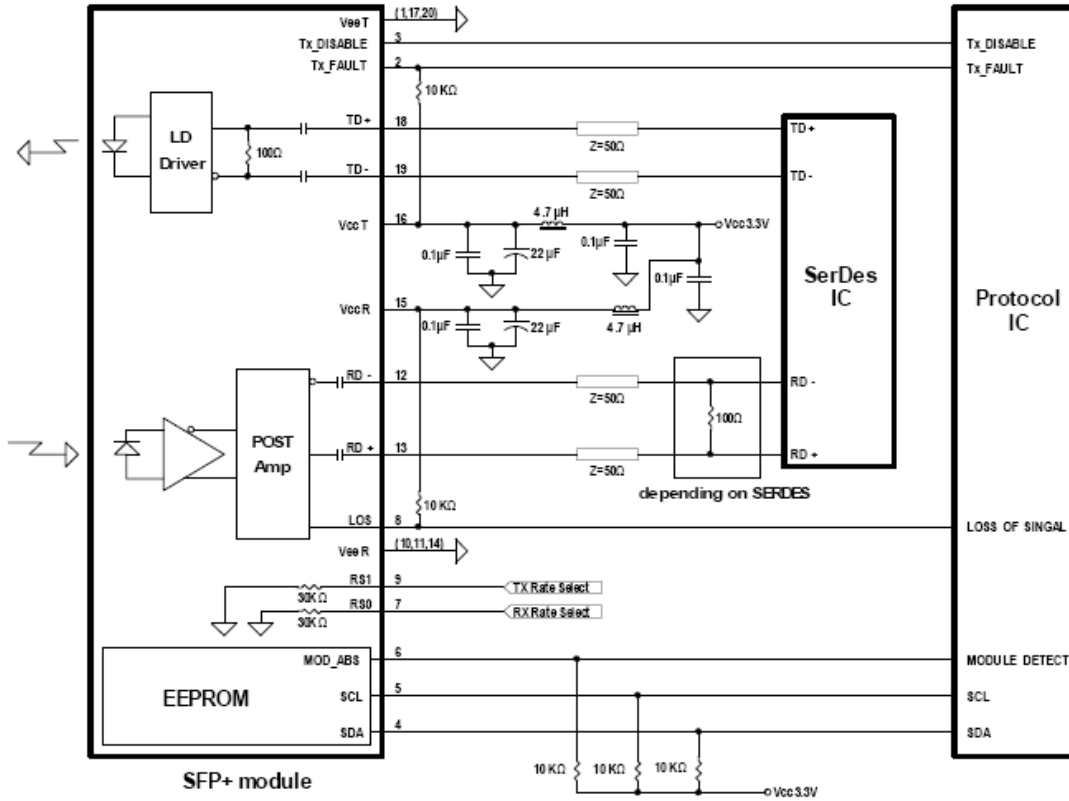 VeeT
(1,17,20)
Tx_DISABLE
3
Tx_DISABLE
Tx_FAULT
2
Tx_FAULT
10 KΩ
LD
Driver
100Ω
TD+
18
Z=50Ω
TD+
TD -
19
Z=50Ω
TD -
VccT
16
4.7 µH
Vcc3.3V
0.1µF
22 µF
0.1µF
0.1µF
SerDes
IC
Protocol
IC
VccR
15
0.1µF
22 µF
4.7 µH
RD -
12
Z=50Ω
RD -
POST
Amp
100Ω
RD +
13
Z=50Ω
RD +
depending on SERDES
10 KΩ
LOS
8
LOSS OF SINGAL
VeeR
(10,11,14)
RS1
9
TX Rate Select
30KΩ
RS0
7
RX Rate Select
30KΩ
MOD_ABS
6
MODULE DETECT
EEPROM
SCL
5
SCL
SDA
4
SDA
10 KΩ
10 KΩ
10 KΩ
Vcc3.3V
SFP+ module